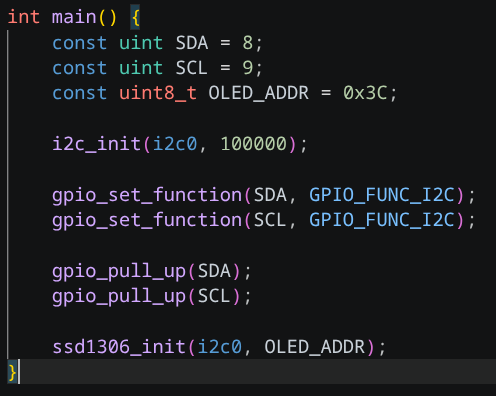 int main() {
const uint SDA = 8;
const uint SCL = 9;
const uint8_t OLED_ADDR = 0x3C;
i2c_init(i2c0, 100000);
gpio_set_function(SDA, GPIO_FUNC_I2C);
gpio_set_function(SCL, GPIO_FUNC_I2C);
gpio_pull_up(SDA);
gpio_pull_up(SCL);
ssd1306_init(i2c0, OLED_ADDR);
}